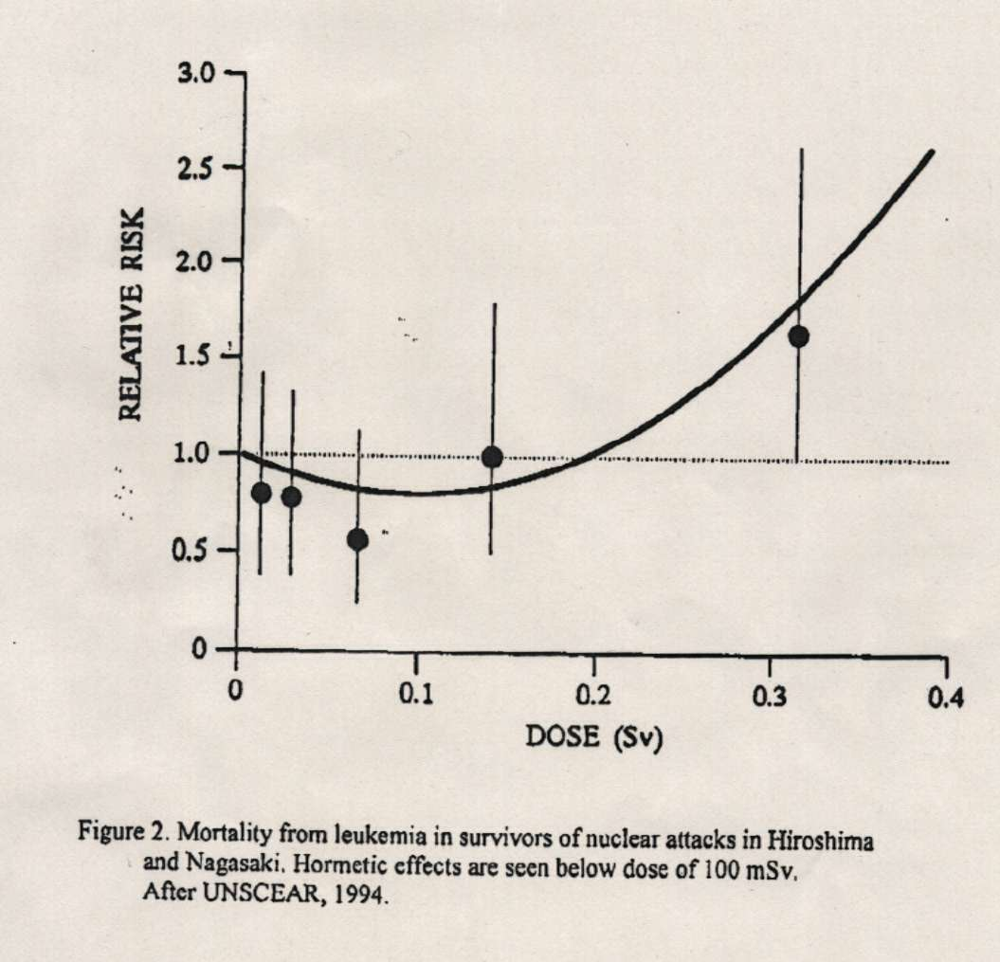 3.0
2.5
2.0
1.5
1.0
0.5
0
RELATIVE RISK
0 0.1 0.2 0.3 0.4
DOSE (Sv)
Figure 2. Mortality from leukemia in survivors of nuclear attacks in Hiroshima
and Nagasaki. Hormetic effects are seen below dose of 100 mSv.
After UNSCEAR, 1994.